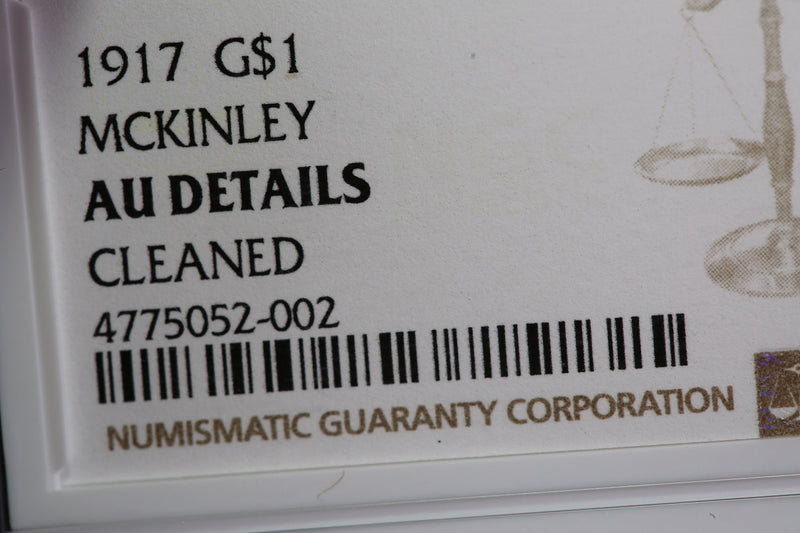 1917 G$1
MCKINLEY
AU DETAILS
CLEANED
4775052-002
NUMISMATIC GUARANTY CORPORATION